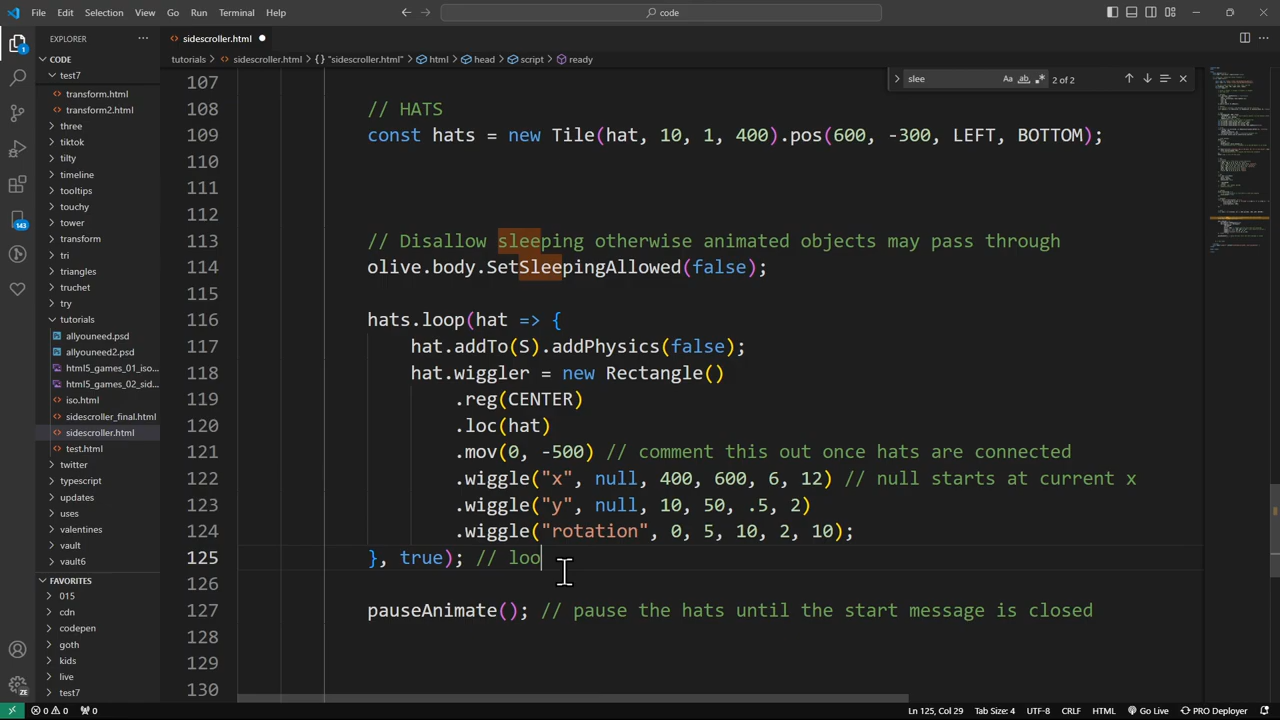 File Edit Selection View Go Run Terminal Help
code
EXPLORER
sidescroller.html
tutorials > sidescroller.html > {} "sidescroller.html" > html > head > script > ready
CODE
test7
transform.html
transform2.html
three
tiktok
tilty
timeline
tooltips
touchy
tower
transform
tri
triangles
truchet
try
tutorials
allyouneed.psd
allyouneed2.psd
html5_games_01_iso...
html5_games_02_sid...
iso.html
sidescroller_final.html
sidescroller.html
test.html
twitter
typescript
updates
uses
valentines
vault
vault6
FAVORITES
015
cdn
codepen
goth
kids
live
test7
1
143
ZE
slee
Aa ab .* 2 of 2
107
108 // HATS
109 const hats = new Tile(hat, 10, 1, 400).pos(600, -300, LEFT, BOTTOM);
110
111
112
113 // Disallow sleeping otherwise animated objects may pass through
114 olive.body.SetSleepingAllowed(false);
115
116 hats.loop(hat => {
117 hat.addTo(S).addPhysics(false);
118 hat.wiggler = new Rectangle()
119 .reg(CENTER)
120 .loc(hat)
121 .mov(0, -500) // comment this out once hats are connected
122 .wiggle("x", null, 400, 600, 6, 12) // null starts at current x
123 .wiggle("y", null, 10, 50, .5, 2)
124 .wiggle("rotation", 0, 5, 10, 2, 10);
125 }, true); // loo
126
127 pauseAnimate(); // pause the hats until the start message is closed
128
129
130
0 0 0 Ln 125, Col 29 Tab Size: 4 UTF-8 CRLF HTML Go Live PRO Deployer